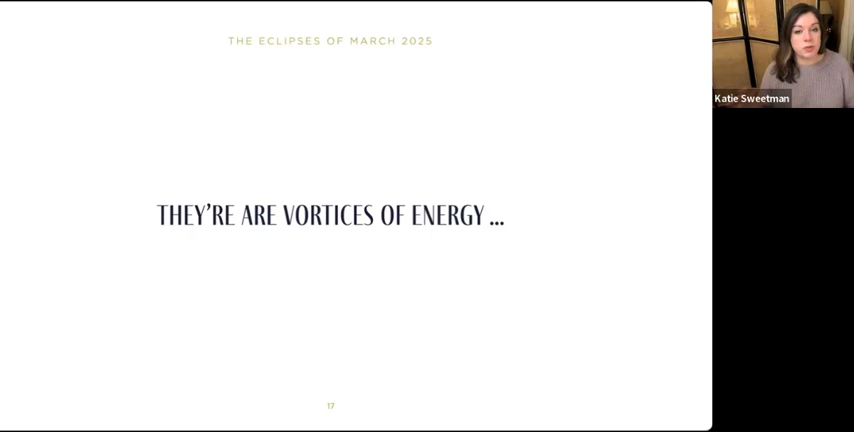 THE ECLIPSES OF MARCH 2025
THEY'RE ARE VORTICES OF ENERGY ...
17
Katie Sweetman